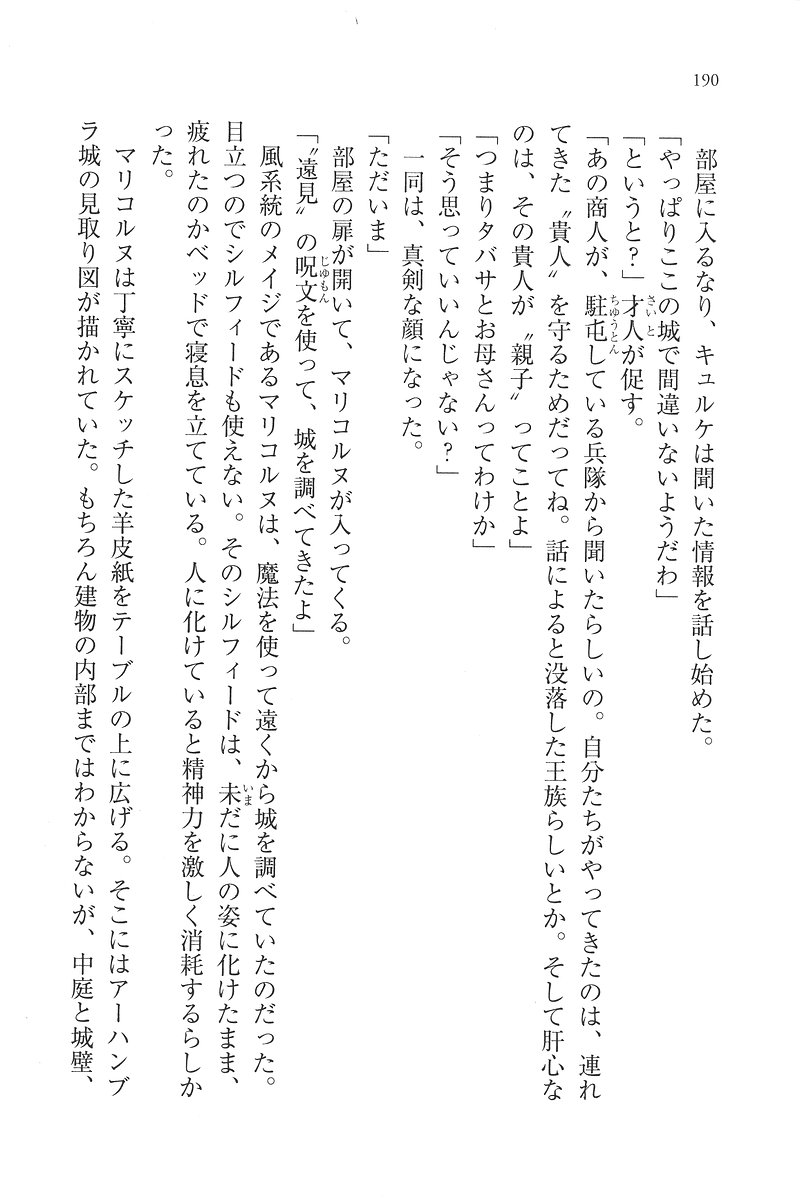 190
部屋に入るなり、キュルケは聞いた情報を話し始めた。
「やっぱりここの城で間違いないようだわ」
「というと?」才人が促す。
「あの商人が、駐屯している兵隊から聞いたらしいの。自分たちがやってきたのは、連れ
てきた〝貴人〟を守るためだってね。話によると没落した王族らしいとか。そして肝心な
のは、その貴人が〝親子〟ってことよ」
「つまりタバサとお母さんってわけか」
「そう思っていいんじゃない?」
一同は、真剣な顔になった。
「ただいま」
部屋の扉が開いて、マリコルヌが入ってくる。
「〝遠見〟の呪文を使って、城を調べてきたよ」
風系統のメイジであるマリコルヌは、魔法を使って遠くから城を調べていたのだった。
目立つのでシルフィードも使えない。そのシルフィードは、未だに人の姿に化けたまま、
疲れたのかベッドで寝息を立てている。人に化けていると精神力を激しく消耗するらしか
った。
マリコルヌは丁寧にスケッチした羊皮紙をテーブルの上に広げる。そこにはアーハンブ
ラ城の見取り図が描かれていた。もちろん建物の内部まではわからないが、中庭と城壁、